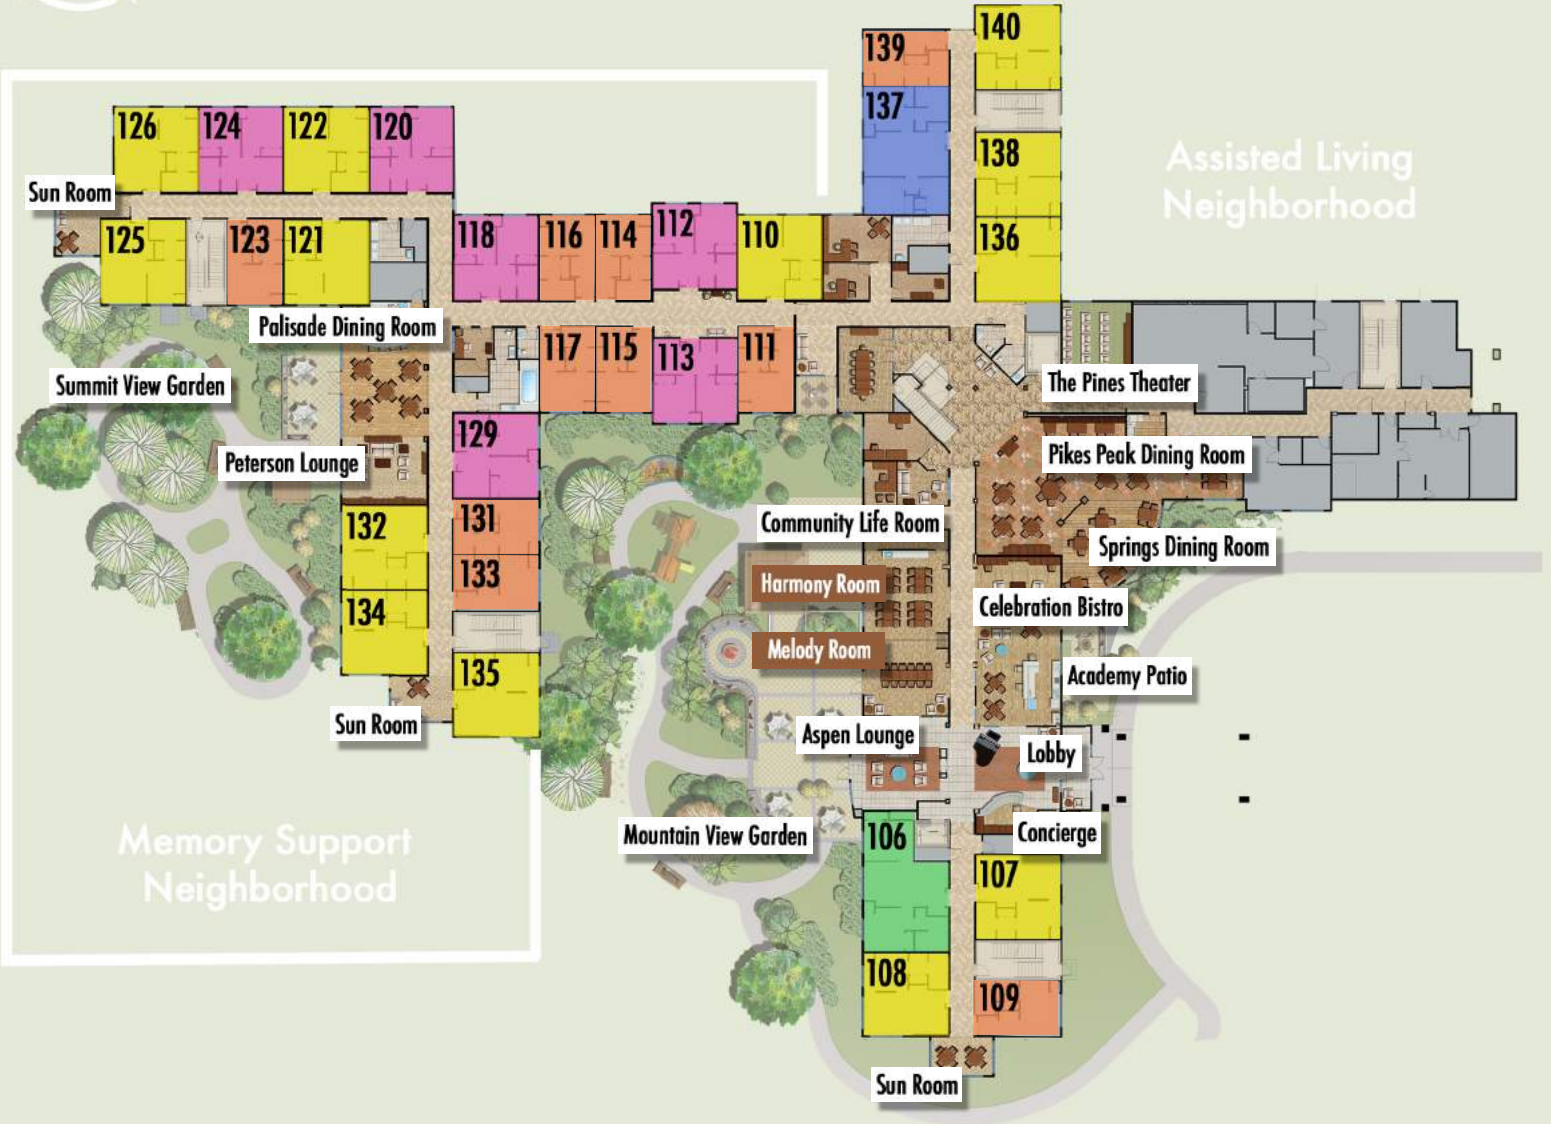 140
139
137
126
124
122
120
138
Assisted Living
Neighborhood
Sun Room
125
123
121
118
116
114
112
110
136
Palisade Dining Room
117
115
113
111
Summit View Garden
The Pines Theater
Peterson Lounge
129
Pikes Peak Dining Room
132
131
Community Life Room
Springs Dining Room
133
Harmony Room
134
Celebration Bistro
Melody Room
135
Academy Patio
Sun Room
Aspen Lounge
Lobby
Memory Support
Neighborhood
Mountain View Garden
106
Concierge
107
108
109
Sun Room